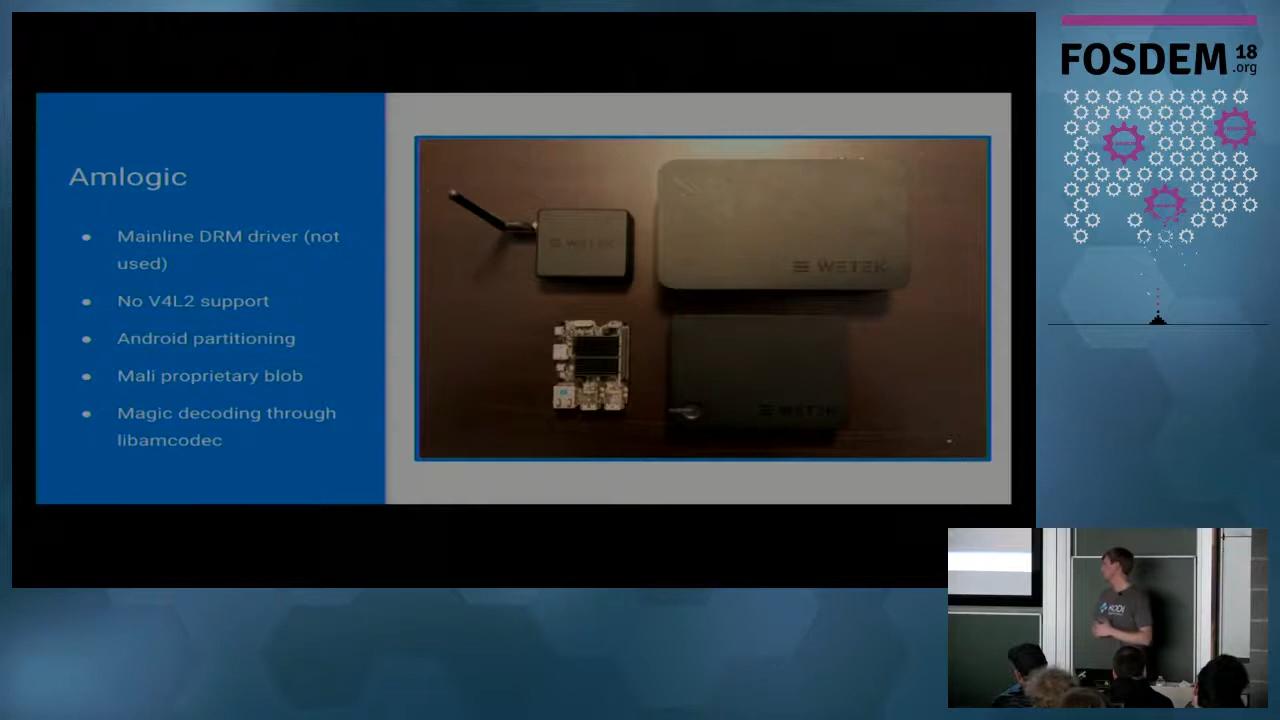 FOSDEM 18
.org
Amlogic
Mainline DRM driver (not
used)
No V4L2 support
Android partitioning
Mali proprietary blob
Magic decoding through
libamcodec
WETEK
WETEK
WETEK
KODI